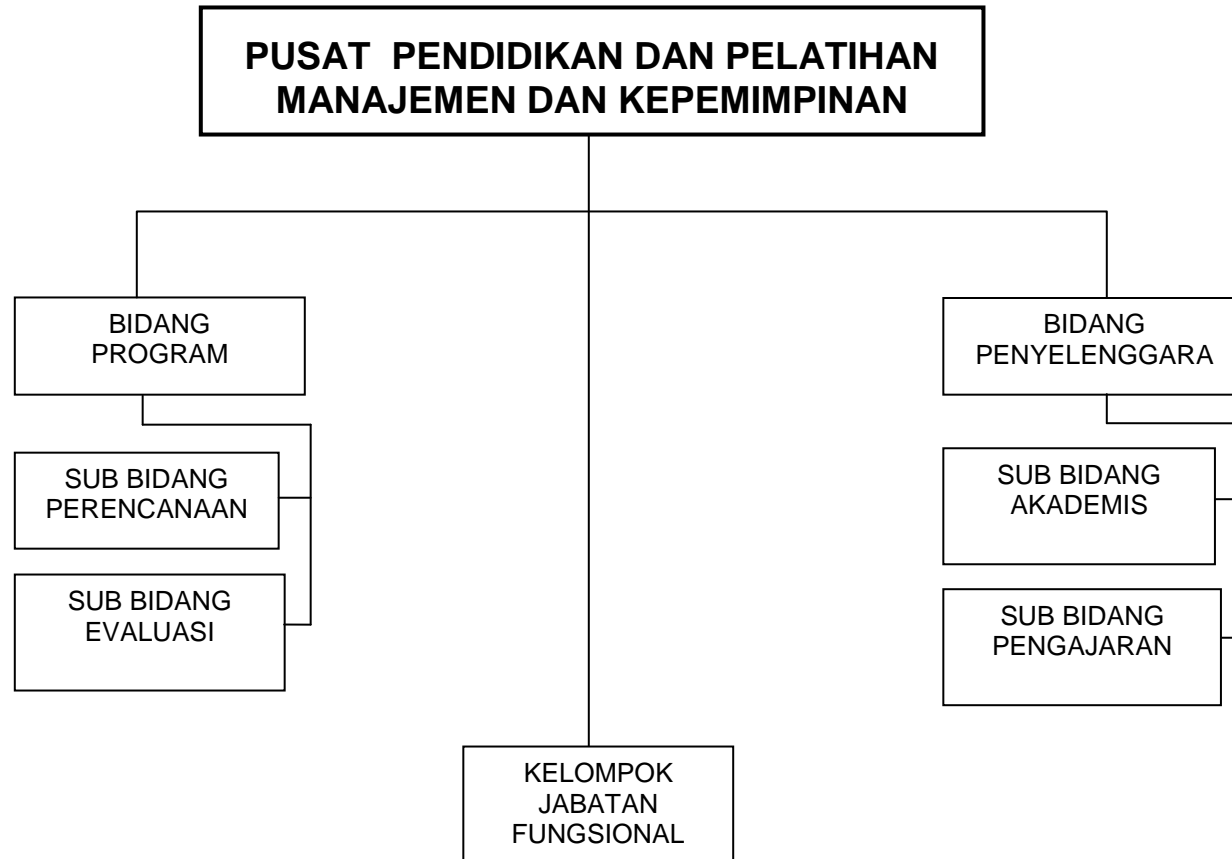 PUSAT PENDIDIKAN DAN PELATIHAN
MANAJEMEN DAN KEPEMIMPINAN
BIDANG
PROGRAM
SUB BIDANG
PERENCANAAN
SUB BIDANG
EVALUASI
BIDANG
PENYELENGGARA
SUB BIDANG
AKADEMIS
SUB BIDANG
PENGAJARAN
KELOMPOK
JABATAN
FUNGSIONAL